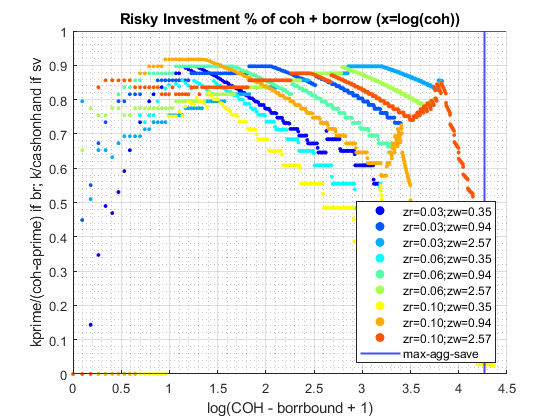 Risky Investment % of coh + borrow (x=log(coh))
kprime/(coh-aprime) if br; k/cashonhand if sv
1
0.9
0.8
0.7
0.6
0.5
0.4
0.3
0.2
0.1
0
zr=0.03;zw=0.35
zr=0.03;zw=0.94
zr=0.03;zw=2.57
zr=0.06;zw=0.35
zr=0.06;zw=0.94
zr=0.06;zw=2.57
zr=0.10;zw=0.35
zr=0.10;zw=0.94
zr=0.10;zw=2.57
max-agg-save
0 0.5 1 1.5 2 2.5 3 3.5 4 4.5
log(COH - borrbound + 1)